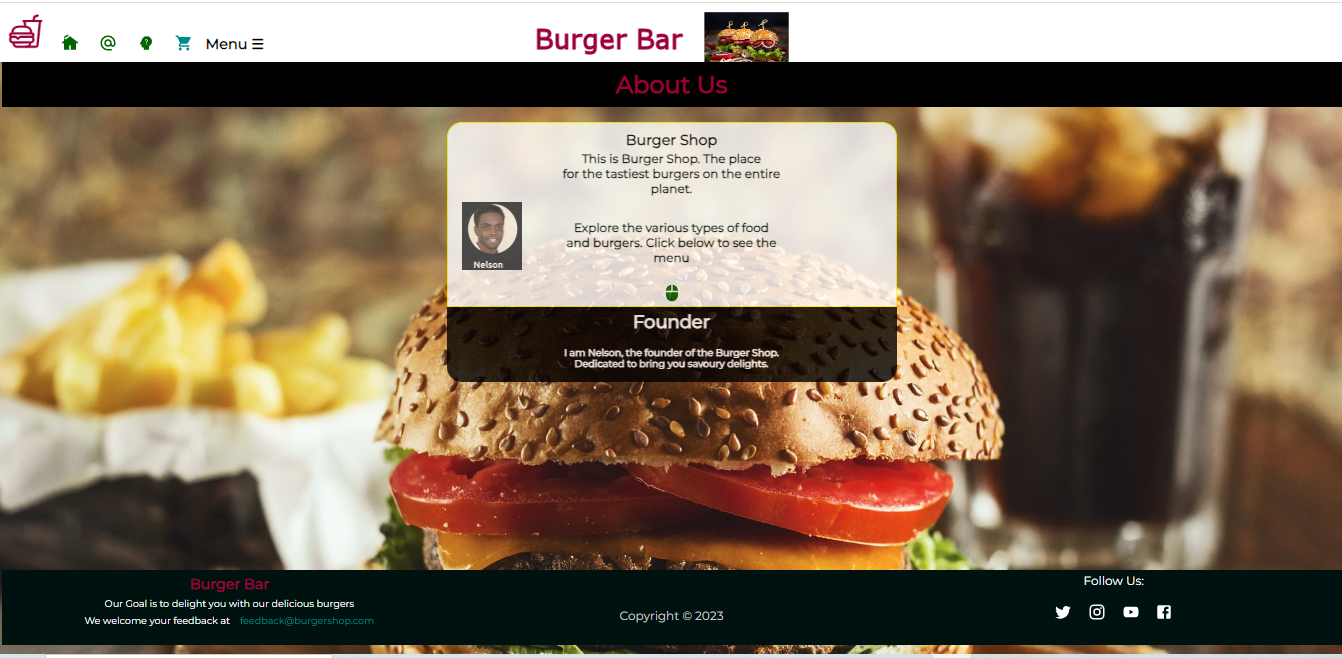 Menu ☰
Burger Bar
About Us
Burger Shop
This is Burger Shop. The place
for the tastiest burgers on the entire
planet.
Nelson
Explore the various types of food
and burgers. Click below to see the
menu
Founder
I am Nelson, the founder of the Burger Shop.
Dedicated to bring you savoury delights.
Burger Bar
Our Goal is to delight you with our delicious burgers
We welcome your feedback at feedback@burgershop.com
Copyright © 2023
Follow Us: